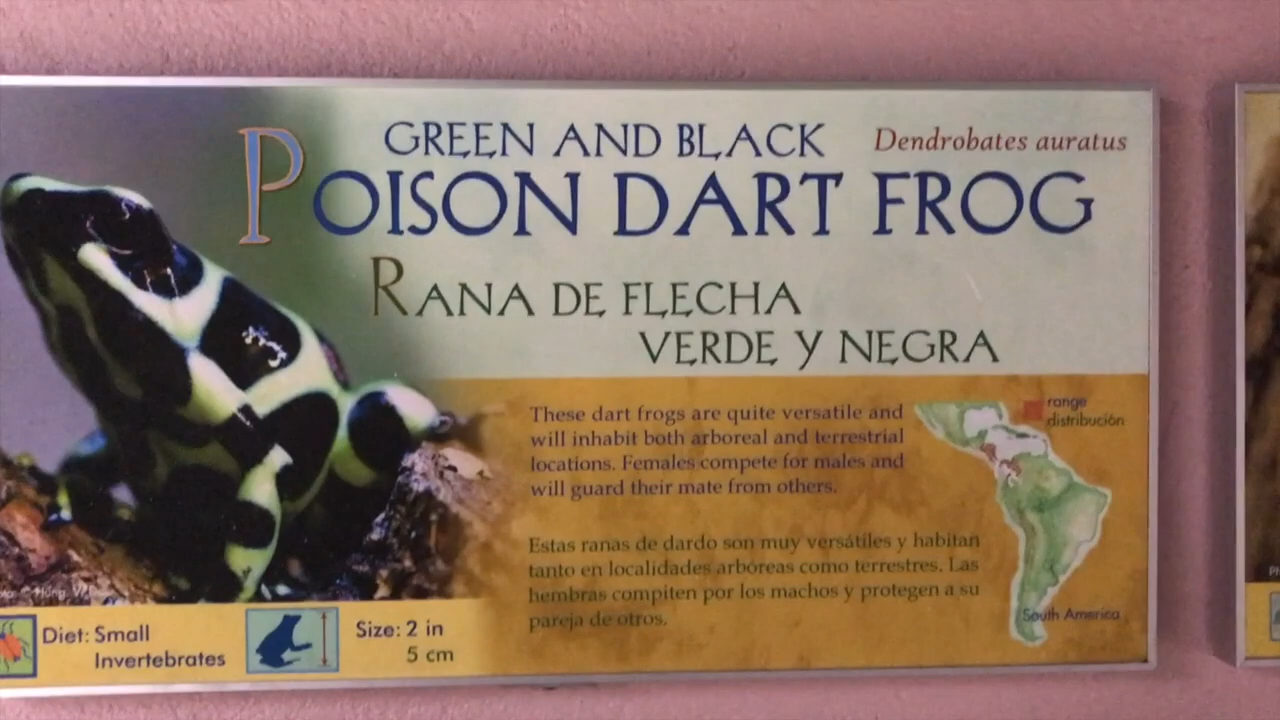 GREEN AND BLACK
Dendrobates auratus
POISON DART FROG
RANA DE FLECHA
VERDE Y NEGRA
These dart frogs are quite versatile and
will inhabit both arboreal and terrestrial
locations. Females compete for males and
will guard their mate from others.
range
distribución
Estas ranas de dardo son muy versátiles y habitan
tanto en localidades arbóreas como terrestres. Las
hembras compiten por los machos y protegen a su
pareja de otros.
South America
© Hung
Diet: Small
Invertebrates
Size: 2 in
5 cm